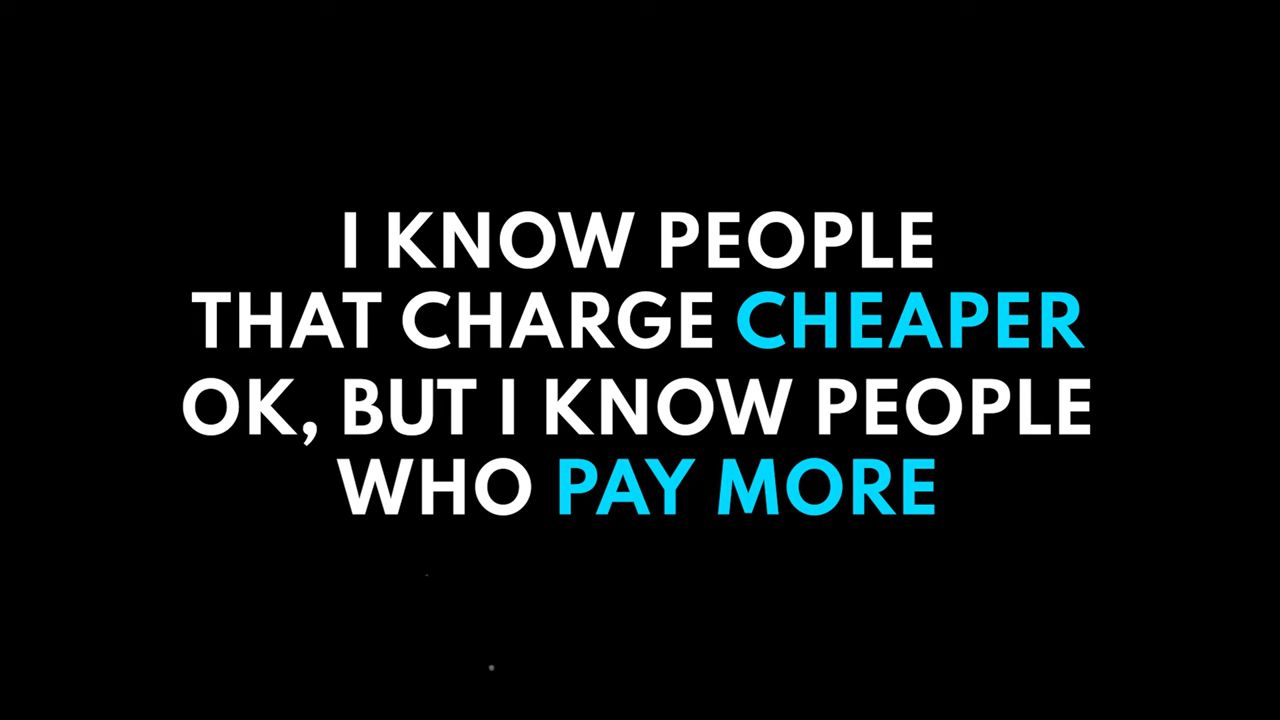 I KNOW PEOPLE
THAT CHARGE CHEAPER
OK, BUT I KNOW PEOPLE
WHO PAY MORE